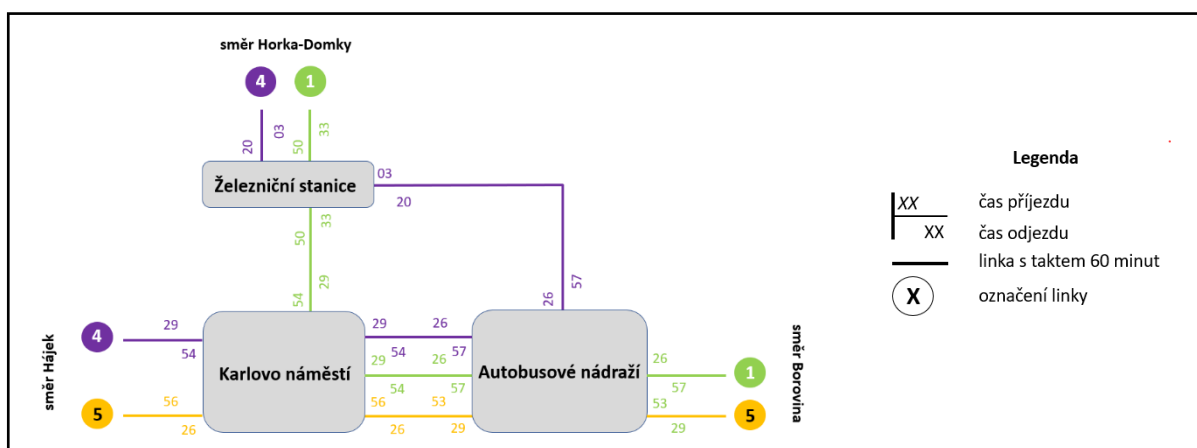 směr Horka-Domky
4 1
20 03 50 33
Železniční stanice
03
20
50 33
54 29
26 57
směr Hájek
4
29
54
5
56
26
Karlovo náměstí
29 26
54 57
29 26
54 57
56 53
26 29
Autobusové nádraží
26
57
53
29
1
5
směr Borovina
Legenda
XX čas příjezdu
XX čas odjezdu
linka s taktem 60 minut
X označení linky